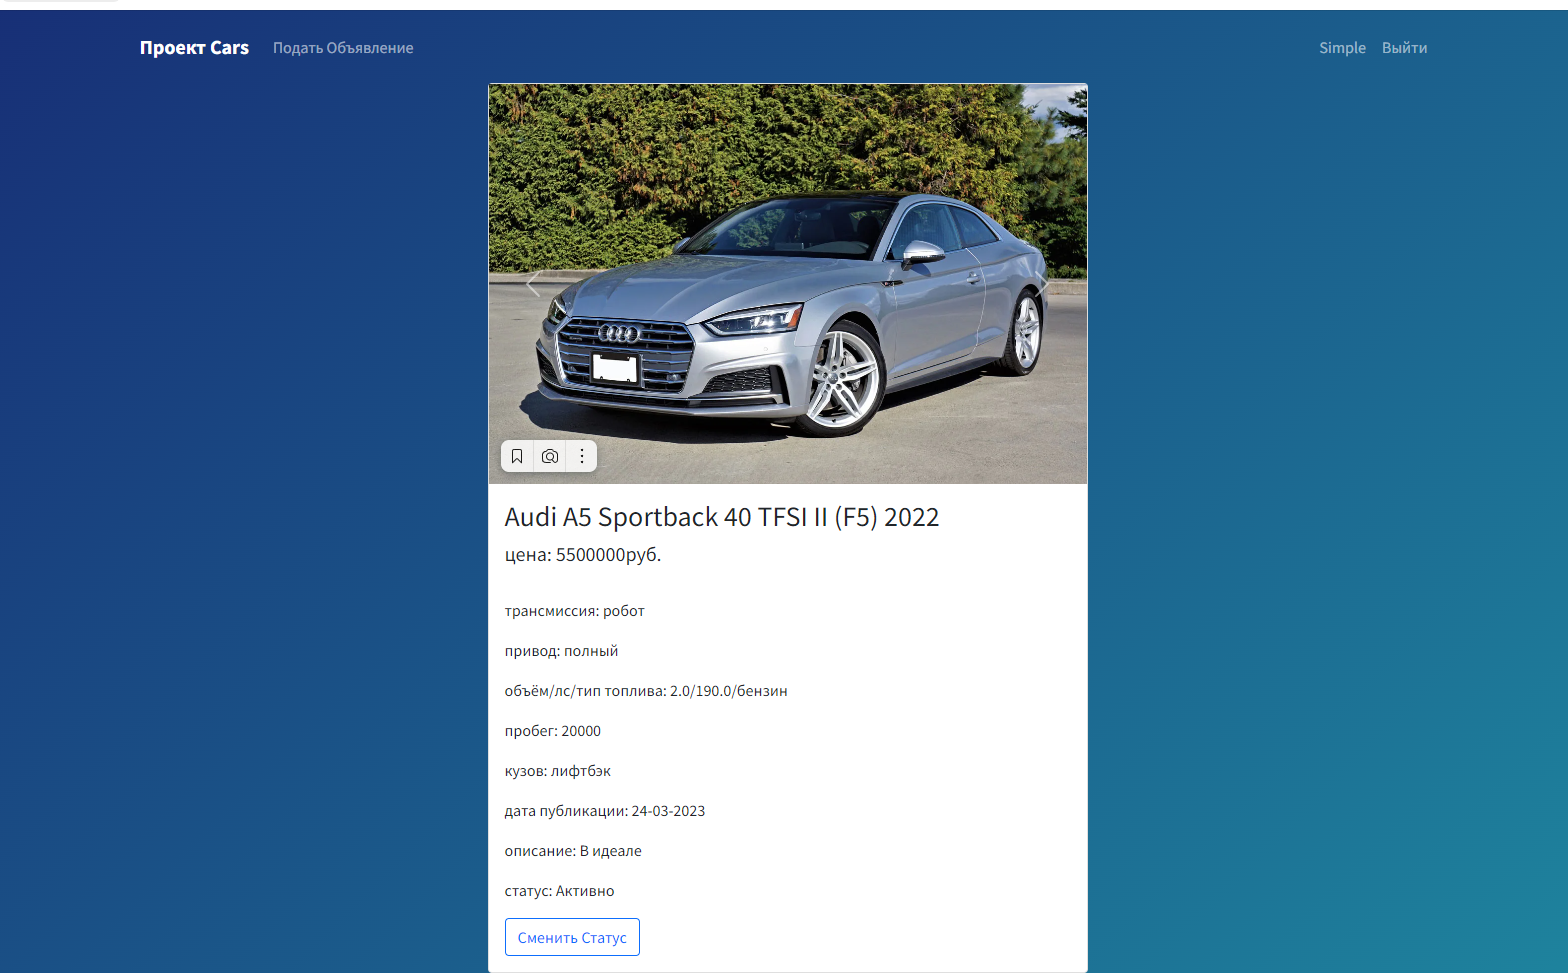 Проект Cars
Подать Объявление
Simple
Выйти
Audi A5 Sportback 40 TFSI II (F5) 2022
цена: 5500000руб.
трансмиссия: робот
привод: полный
объём/лс/тип топлива: 2.0/190.0/бензин
пробег: 20000
кузов: лифтбэк
дата публикации: 24-03-2023
описание: В идеале
статус: Активно
Сменить Статус